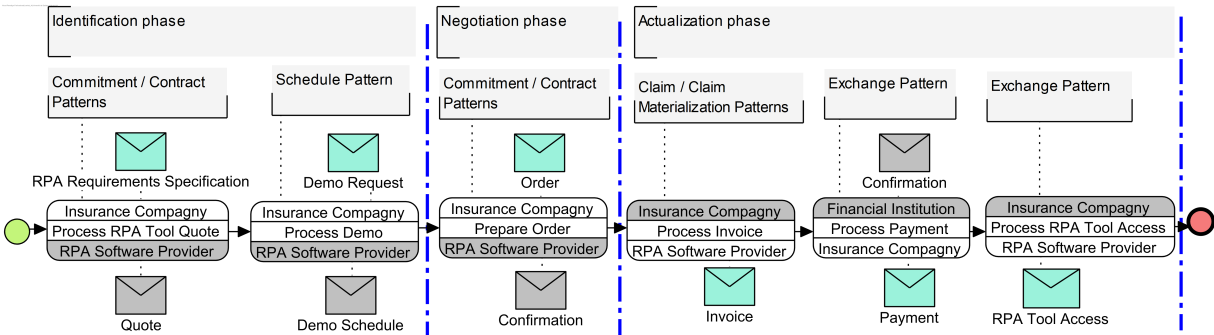 Identification phase
Negotiation phase
Actualization phase
Commitment / Contract
Patterns
Schedule Pattern
Commitment / Contract
Patterns
Claim / Claim
Materialization Patterns
Exchange Pattern
Exchange Pattern
RPA Requirements Specification
Demo Request
Order
Confirmation
Insurance Compagny
Process RPA Tool Quote
RPA Software Provider
Insurance Compagny
Process Demo
RPA Software Provider
Insurance Compagny
Prepare Order
RPA Software Provider
Insurance Compagny
Process Invoice
RPA Software Provider
Financial Institution
Process Payment
Insurance Compagny
Insurance Compagny
Process RPA Tool Access
RPA Software Provider
Quote
Demo Schedule
Confirmation
Invoice
Payment
RPA Tool Access